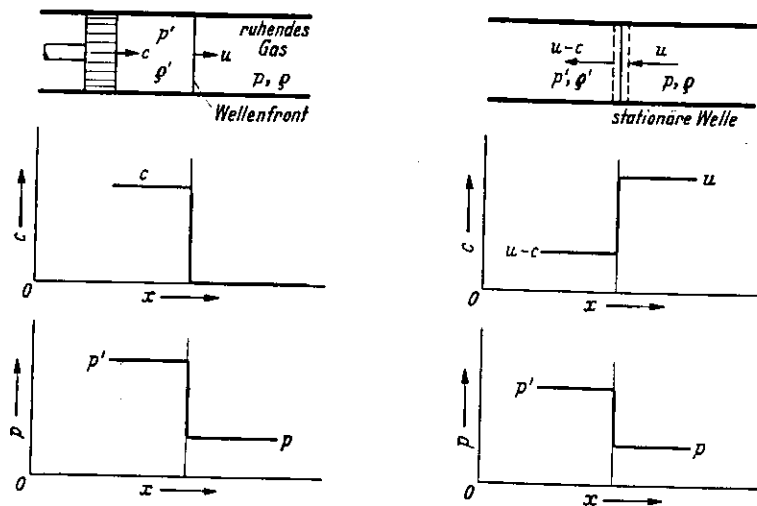 p' ruhendes
Gas
c u
ϱ' p, ϱ
Wellenfront
u-c u
p', ϱ' p, ϱ
stationäre Welle
c
c
0
x
u
u-c
c
0
x
p'
p
p
0
x
p'
p
p
0
x